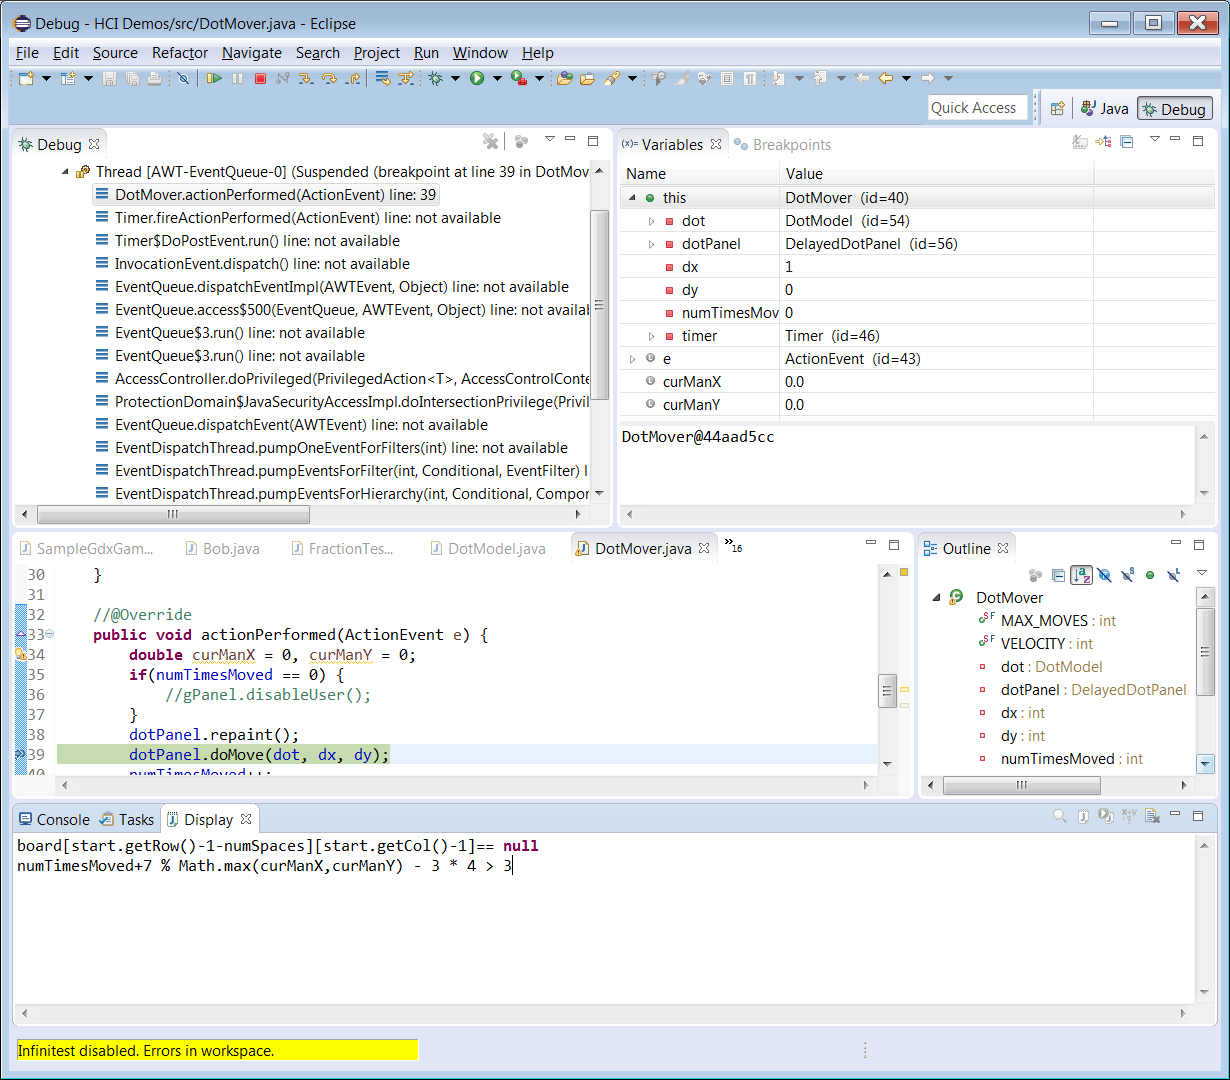 Debug - HCI Demos/src/DotMover.java - Eclipse
File Edit Source Refactor Navigate Search Project Run Window Help
Quick Access Java Debug
Debug
Thread [AWT-EventQueue-0] (Suspended (breakpoint at line 39 in DotMov
DotMover.actionPerformed(ActionEvent) line: 39
Timer.fireActionPerformed(ActionEvent) line: not available
Timer$DoPostEvent.run() line: not available
InvocationEvent.dispatch() line: not available
EventQueue.dispatchEventImpl(AWTEvent, Object) line: not available
EventQueue.access$500(EventQueue, AWTEvent, Object) line: not availal
EventQueue$3.run() line: not available
EventQueue$3.run() line: not available
AccessController.doPrivileged(PrivilegedAction<T>, AccessControlConte
ProtectionDomain$JavaSecurityAccessImpl.doIntersectionPrivilege(Privil
EventQueue.dispatchEvent(AWTEvent) line: not available
EventDispatchThread.pumpOneEventForFilters(int) line: not available
EventDispatchThread.pumpEventsForFilter(int, Conditional, EventFilter) l
EventDispatchThread.pumpEventsForHierarchy(int, Conditional, Compor
(x)= Variables Breakpoints
Name Value
this DotMover (id=40)
dot DotModel (id=54)
dotPanel DelayedDotPanel (id=56)
dx 1
dy 0
numTimesMov 0
timer Timer (id=46)
e ActionEvent (id=43)
curManX 0.0
curManY 0.0
DotMover@44aad5cc
SampleGdxGam... Bob.java FractionTes... DotModel.java DotMover.java »16
30 }
31
32 //@Override
33 public void actionPerformed(ActionEvent e) {
34 double curManX = 0, curManY = 0;
35 if(numTimesMoved == 0) {
36 //gPanel.disableUser();
37 }
38 dotPanel.repaint();
39 dotPanel.doMove(dot, dx, dy);
40 numTimesMoved++;
Outline
DotMover
MAX_MOVES : int
VELOCITY : int
dot : DotModel
dotPanel : DelayedDotPanel
dx : int
dy : int
numTimesMoved : int
Console Tasks Display
board[start.getRow()-1-numSpaces][start.getCol()-1]== null
numTimesMoved+7 % Math.max(curManX,curManY) - 3 * 4 > 3
Infinitest disabled. Errors in workspace.